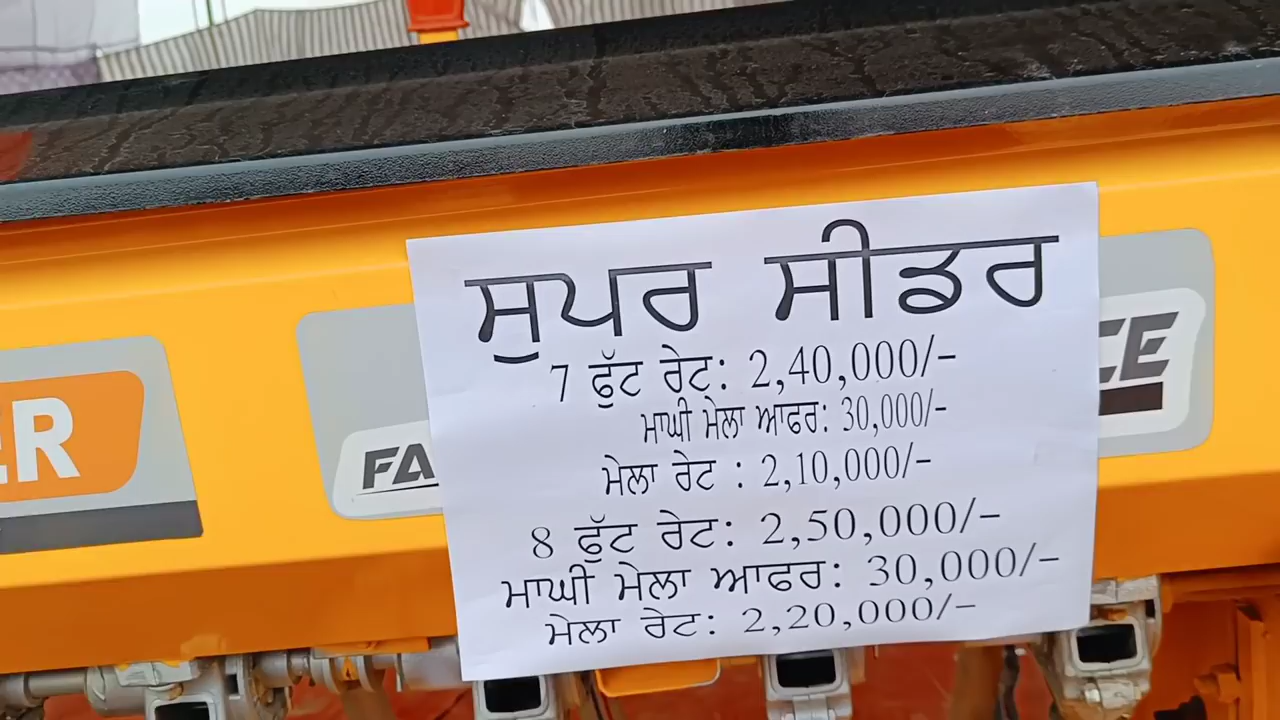 ਸੁਪਰ ਸੀਡਰ
7 ਫੁੱਟ ਰੇਟ: 2,40,000/-
ਮਾਘੀ ਮੇਲਾ ਆਫਰ: 30,000/-
ਮੇਲਾ ਰੇਟ : 2,10,000/-
8 ਫੁੱਟ ਰੇਟ: 2,50,000/-
ਮਾਘੀ ਮੇਲਾ ਆਫਰ: 30,000/-
ਮੇਲਾ ਰੇਟ: 2,20,000/-